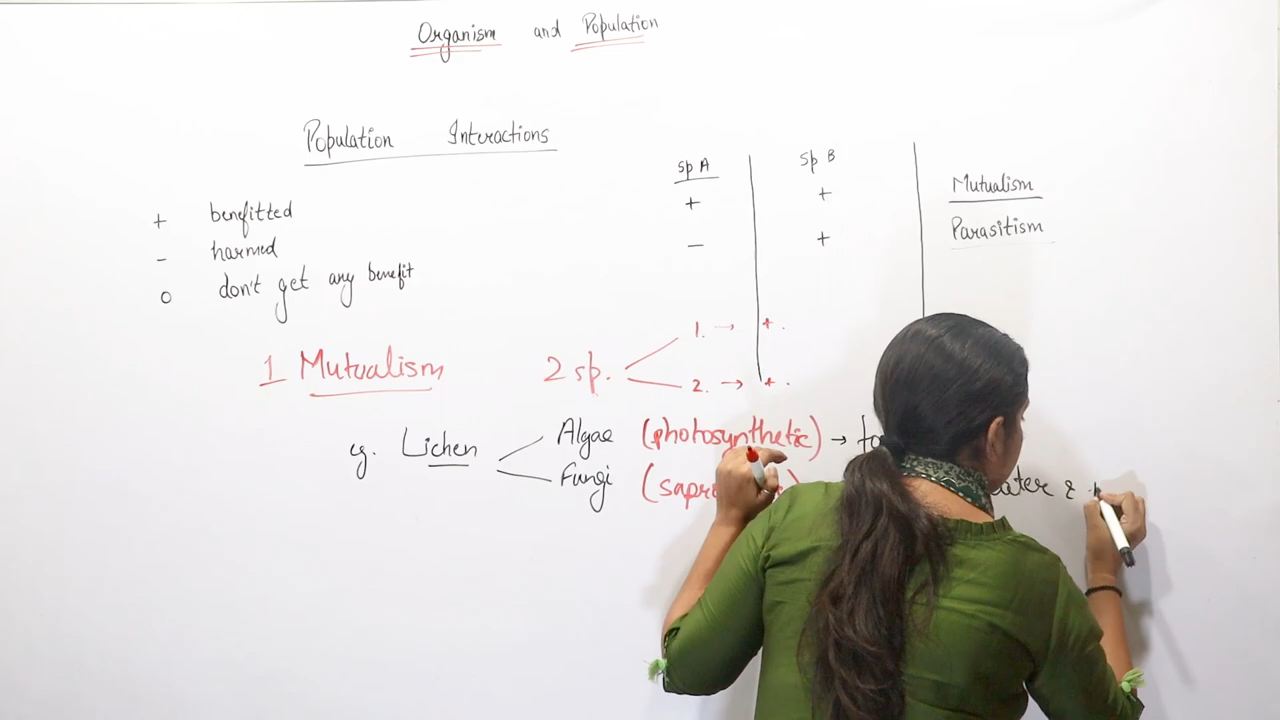 Organism and Population
Population Interactions
sp A sp B
+ + Mutualism
- + Parasitism
+ benefitted
- harmed
0 don't get any benefit
1 Mutualism 2 sp.
1. → + .
2. → + .
eg. Lichen
Algae (photosynthetic) →
Fungi &